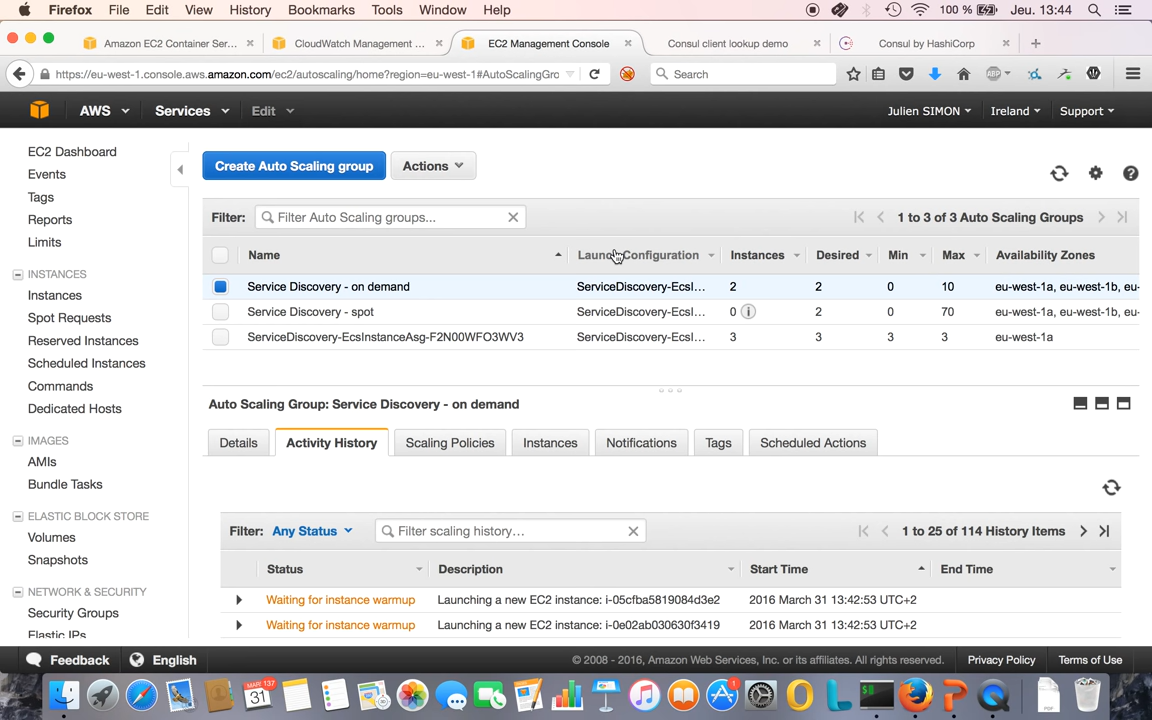 Firefox File Edit View History Bookmarks Tools Window Help 100 % Jeu. 13:44
Amazon EC2 Container Ser... CloudWatch Management ... EC2 Management Console Consul client lookup demo Consul by HashiCorp
https://eu-west-1.console.aws.amazon.com/ec2/autoscaling/home?region=eu-west-1#AutoScalingGrc Search
AWS Services Edit Julien SIMON Ireland Support
EC2 Dashboard
Events
Tags
Reports
Limits
INSTANCES
Instances
Spot Requests
Reserved Instances
Scheduled Instances
Commands
Dedicated Hosts
IMAGES
AMIs
Bundle Tasks
ELASTIC BLOCK STORE
Volumes
Snapshots
NETWORK & SECURITY
Security Groups
Elastic IPs
Create Auto Scaling group Actions
Filter: Filter Auto Scaling groups... 1 to 3 of 3 Auto Scaling Groups
Name Launch Configuration Instances Desired Min Max Availability Zones
Service Discovery - on demand ServiceDiscovery-EcsI... 2 2 0 10 eu-west-1a, eu-west-1b, eu-
Service Discovery - spot ServiceDiscovery-EcsI... 0 i 2 0 70 eu-west-1a, eu-west-1b, eu-
ServiceDiscovery-EcsInstanceAsg-F2N00WFO3WV3 ServiceDiscovery-EcsI... 3 3 3 3 eu-west-1a
Auto Scaling Group: Service Discovery - on demand
Details Activity History Scaling Policies Instances Notifications Tags Scheduled Actions
Filter: Any Status Filter scaling history... 1 to 25 of 114 History Items
Status Description Start Time End Time
Waiting for instance warmup Launching a new EC2 instance: i-05cfba5819084d3e2 2016 March 31 13:42:53 UTC+2
Waiting for instance warmup Launching a new EC2 instance: i-0e02ab030630f3419 2016 March 31 13:42:53 UTC+2
Feedback English © 2008 - 2016, Amazon Web Services, Inc. or its affiliates. All rights reserved. Privacy Policy Terms of Use